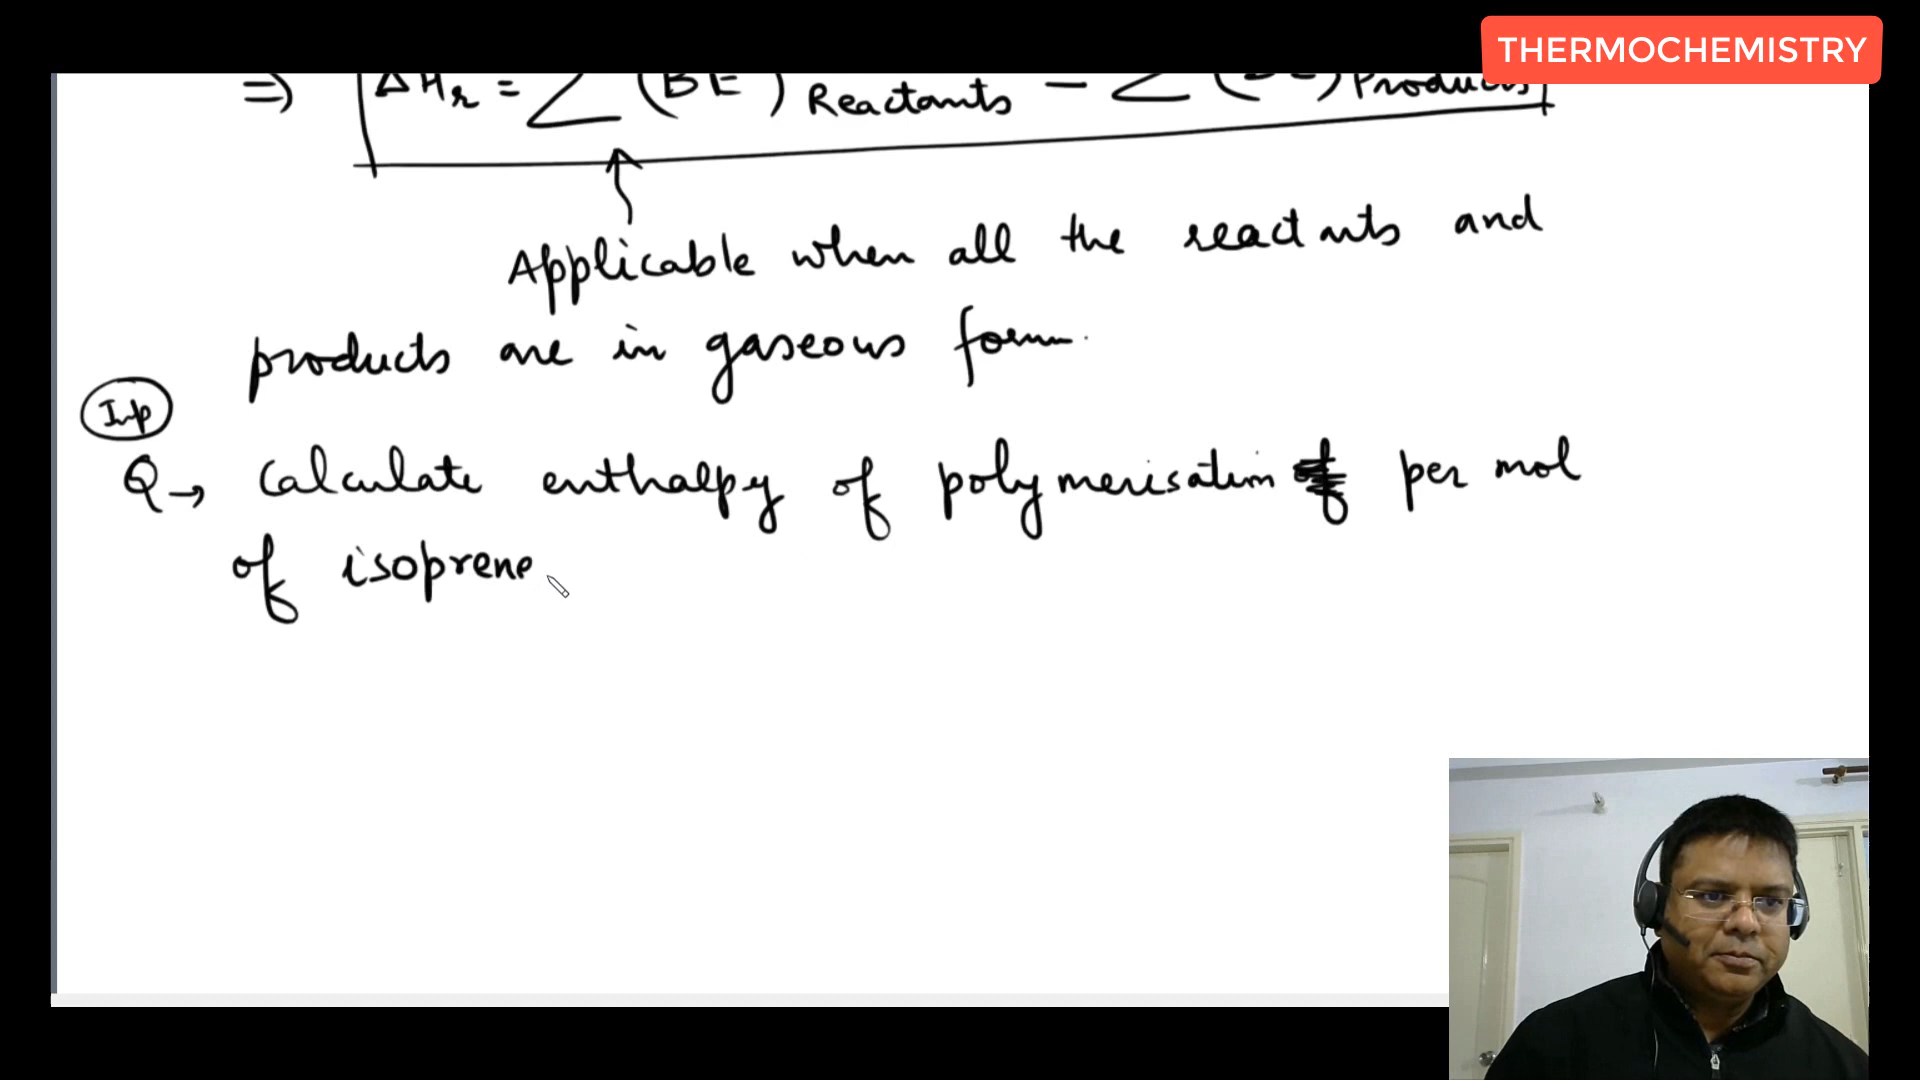 THERMOCHEMISTRY
⇒ ΔHr = Σ (BE) Reactants − Σ (BE) Products
Applicable when all the reactants and
products are in gaseous form.
Imp
Q→ Calculate enthalpy of polymerisation per mol
of isoprene